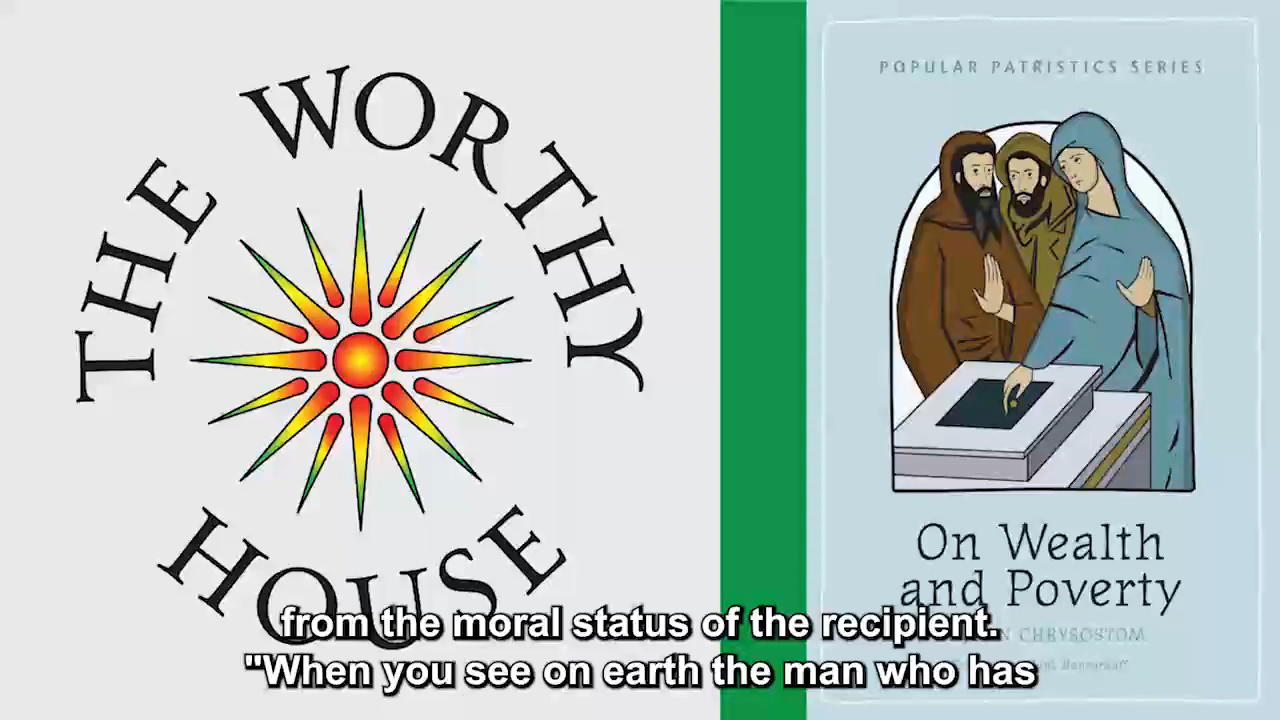 THE WORTHY
HOUSE
POPULAR PATRISTICS SERIES
On Wealth
and Poverty
CHRYSOSTOM
from the moral status of the recipient.
"When you see on earth the man who has